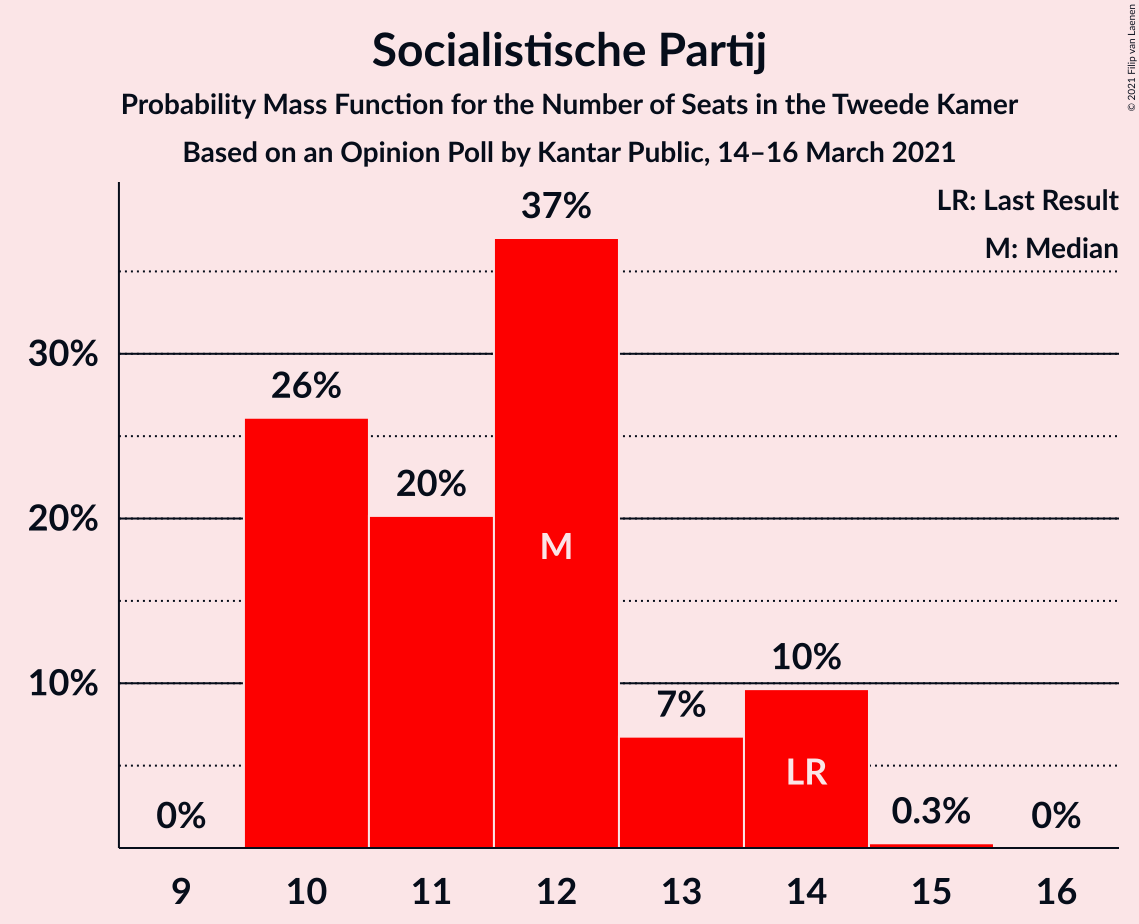 Socialistische Partij
Probability Mass Function for the Number of Seats in the Tweede Kamer
Based on an Opinion Poll by Kantar Public, 14–16 March 2021
© 2021 Filip van Laenen
LR: Last Result
M: Median
37%
30%
26%
20%
20%
M
10%
10%
7%
LR
0%
0.3%
0%
9 10 11 12 13 14 15 16